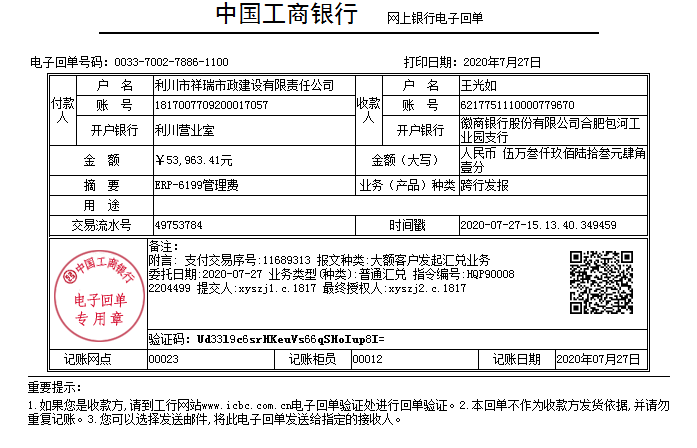 中国工商银行 网上银行电子回单
电子回单号码：0033-7002-7886-1100 打印日期：2020年7月27日
付款人 户 名 利川市祥瑞市政建设有限责任公司 收款人 户 名 王光如
账 号 1817007709200017057 账 号 6217751110000779670
开户银行 利川营业室 开户银行 徽商银行股份有限公司合肥包河工
业园支行
金 额 ￥53,963.41元 金额（大写） 人民币 伍万叁仟玖佰陆拾叁元肆角
壹分
摘 要 ERP-6199管理费 业务（产品）种类 跨行发报
用 途
交易流水号 49753784 时间戳 2020-07-27-15.13.40.349459
备注：
附言: 支付交易序号:11689313 报文种类:大额客户发起汇兑业务
委托日期:2020-07-27 业务类型(种类):普通汇兑 指令编号:HQP90008
2204499 提交人:xyszj1.c.1817 最终授权人:xyszj2.c.1817
中国工商银行
电子回单
专用章
验证码：Ud33l9c6srHKeuVs66qSMoIup8I=
记账网点 00023 记账柜员 00012 记账日期 2020年07月27日
重要提示：
1.如果您是收款方,请到工行网站www.icbc.com.cn电子回单验证处进行回单验证。2.本回单不作为收款方发货依据,并请勿
重复记账。3.您可以选择发送邮件,将此电子回单发送给指定的接收人。